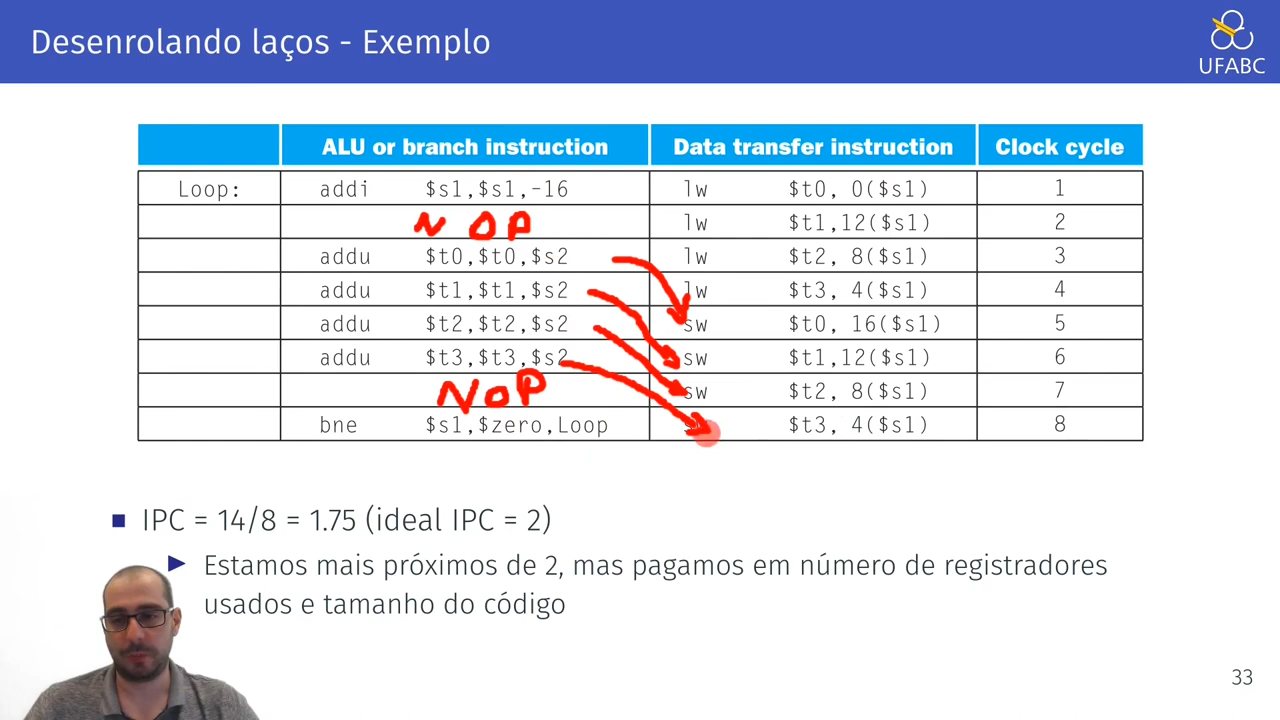 Desenrolando laços - Exemplo
UFABC
ALU or branch instruction Data transfer instruction Clock cycle
Loop: addi $s1,$s1,-16 lw $t0, 0($s1) 1
NOP lw $t1,12($s1) 2
addu $t0,$t0,$s2 lw $t2, 8($s1) 3
addu $t1,$t1,$s2 lw $t3, 4($s1) 4
addu $t2,$t2,$s2 sw $t0, 16($s1) 5
addu $t3,$t3,$s2 sw $t1,12($s1) 6
NOP sw $t2, 8($s1) 7
bne $s1,$zero,Loop $t3, 4($s1) 8
IPC = 14/8 = 1.75 (ideal IPC = 2)
Estamos mais próximos de 2, mas pagamos em número de registradores
usados e tamanho do código
33